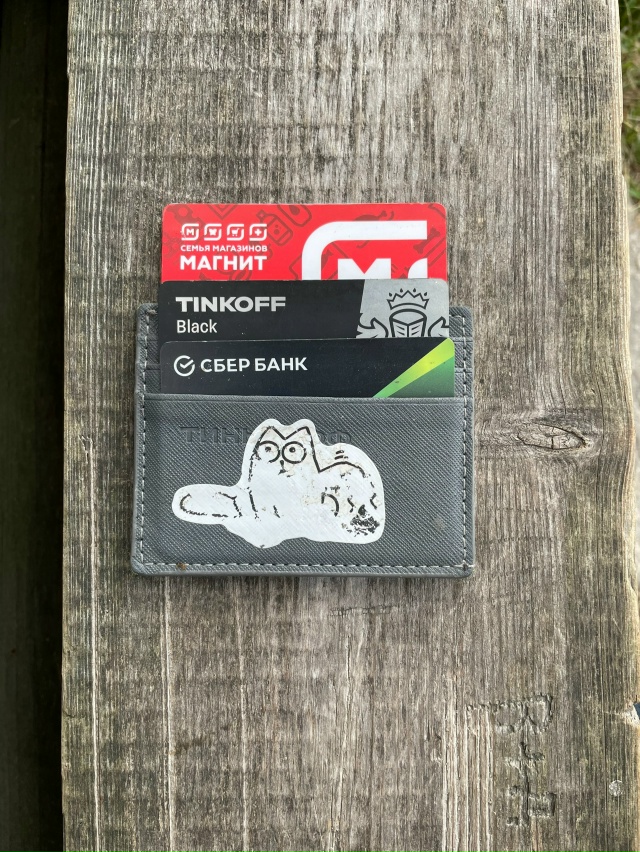 СЕМЬЯ МАГАЗИНОВ
МАГНИТ
М
TINKOFF
Black
СБЕР БАНК